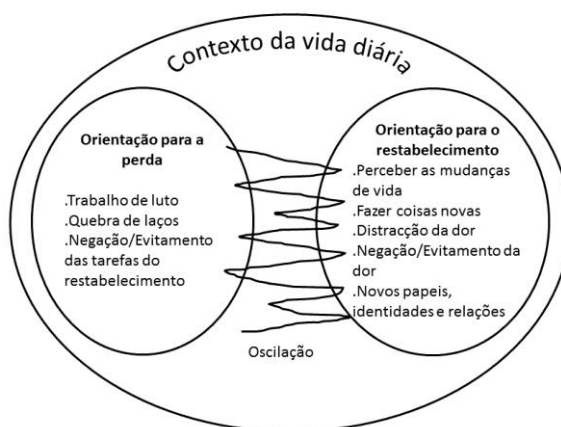 Contexto da vida diária
Orientação para a
perda
.Trabalho de luto
.Quebra de laços
.Negação/Evitamento
das tarefas do
restabelecimento
Orientação para o
restabelecimento
.Perceber as mudanças
de vida
.Fazer coisas novas
.Distracção da dor
.Negação/Evitamento da
dor
.Novos papeis,
identidades e relações
Oscilação